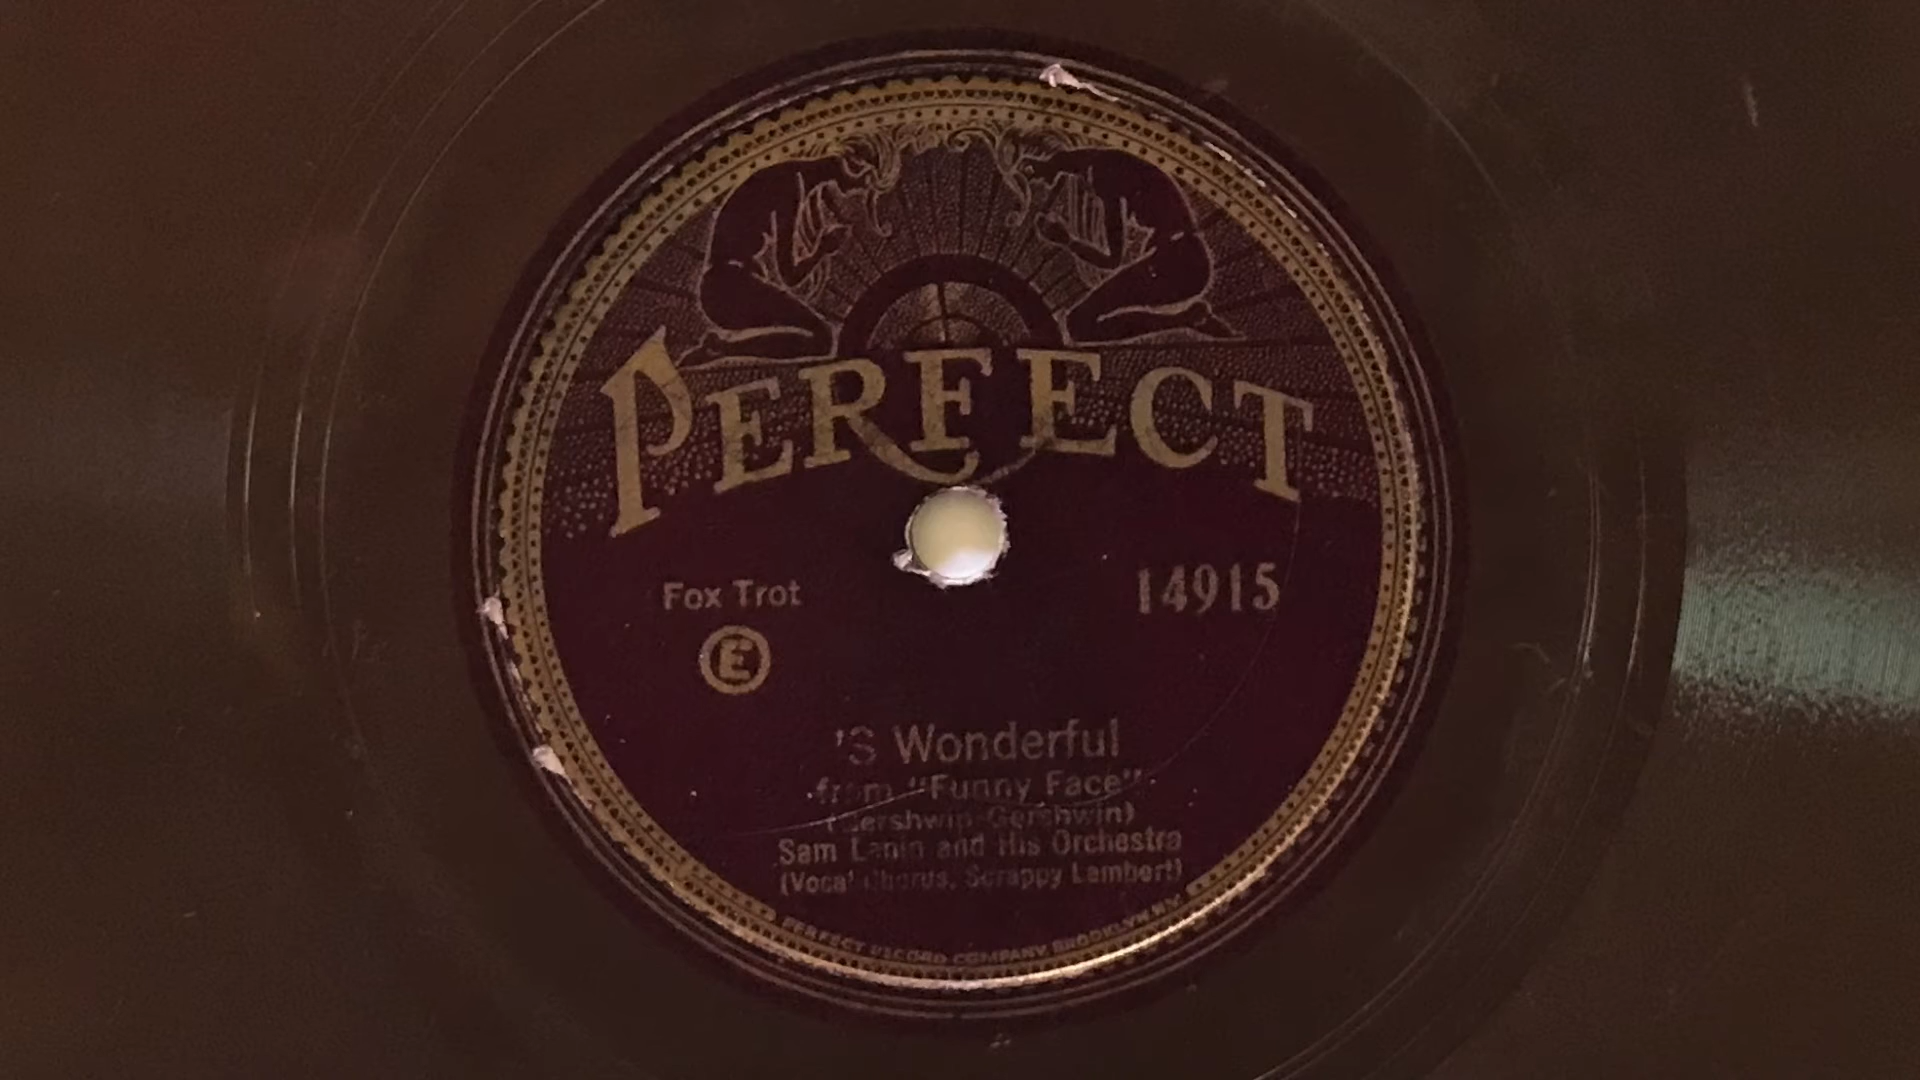 PERFECT
Fox Trot
14915
E
'S Wonderful
from "Funny Face"
(Gershwin-Gershwin)
Sam Lanin and His Orchestra
(Vocal Chorus, Scrappy Lambert)
PERFECT RECORD COMPANY BROOKLYN, N.Y.